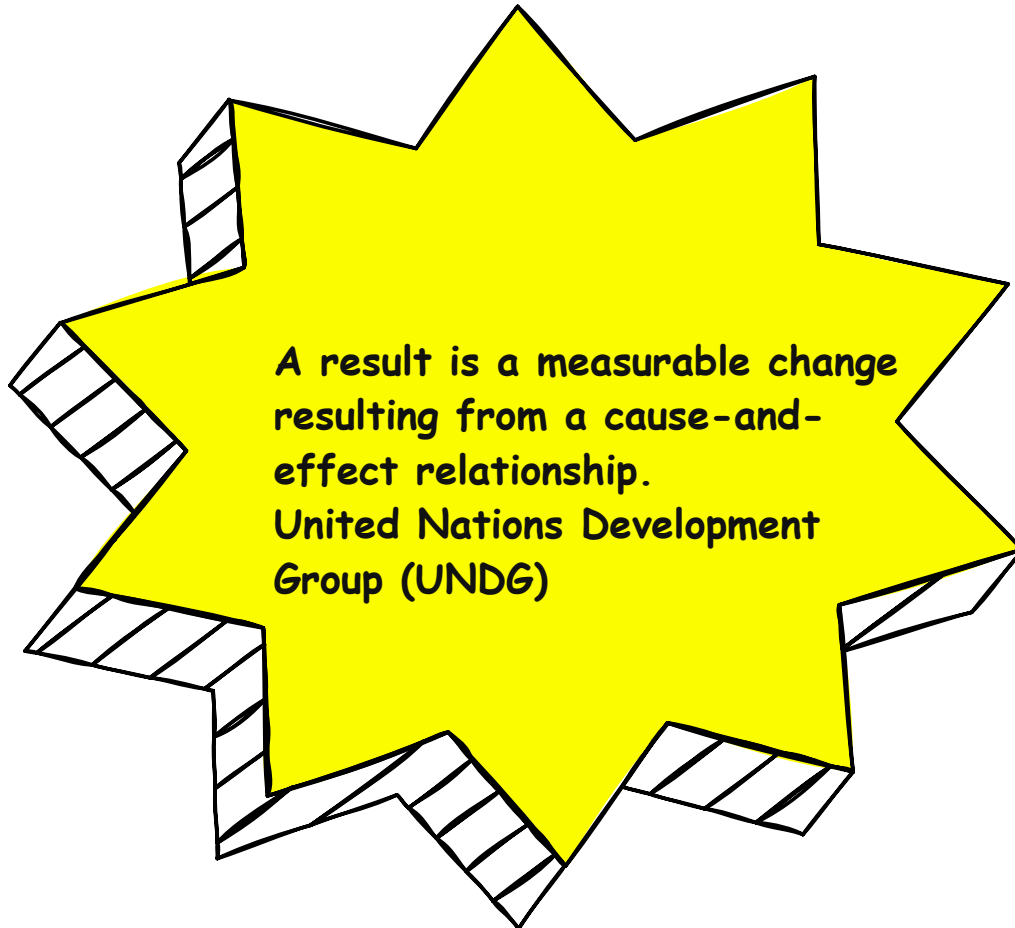 A result is a measurable change
resulting from a cause-and-
effect relationship.
United Nations Development
Group (UNDG)